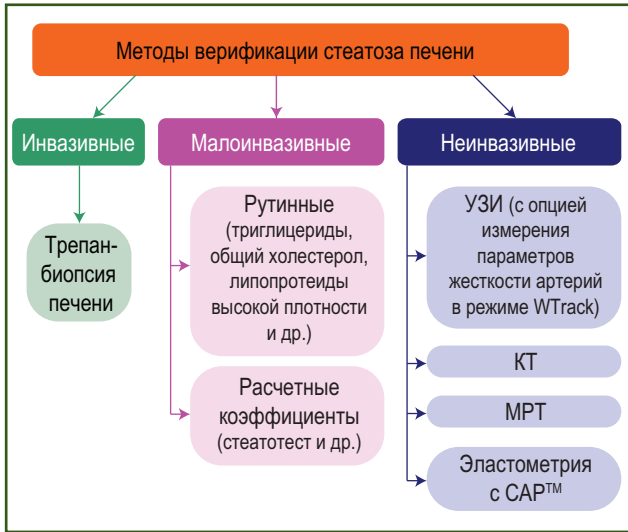 Методы верификации стеатоза печени
Инвазивные
Трепан-
биопсия
печени
Малоинвазивные
Рутинные
(триглицериды,
общий холестерол,
липопротеиды
высокой плотности
и др.)
Расчетные
коэффициенты
(стеатотест и др.)
Неинвазивные
УЗИ (с опцией
измерения
параметров
жесткости артерий
в режиме WTrack)
КТ
МРТ
Эластометрия
с CAP™